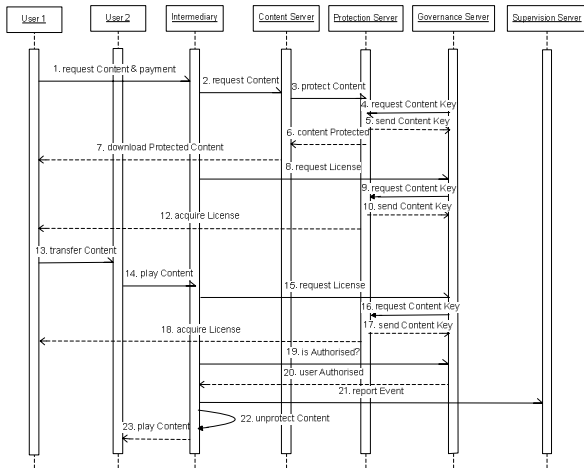 User 1
User 2
Intermediary
Content Server
Protection Server
Governance Server
Supervision Server
1. request Content & payment
2. request Content
3. protect Content
4. request Content Key
5. send Content Key
6. content Protected
7. download Protected Content
8. request License
9. request Content Key
10. send Content Key
12. acquire License
13. transfer Content
14. play Content
15. request License
16. request Content Key
17. send Content Key
18. acquire License
19. is Authorised?
20. user Authorised
21. report Event
22. unprotect Content
23. play Content